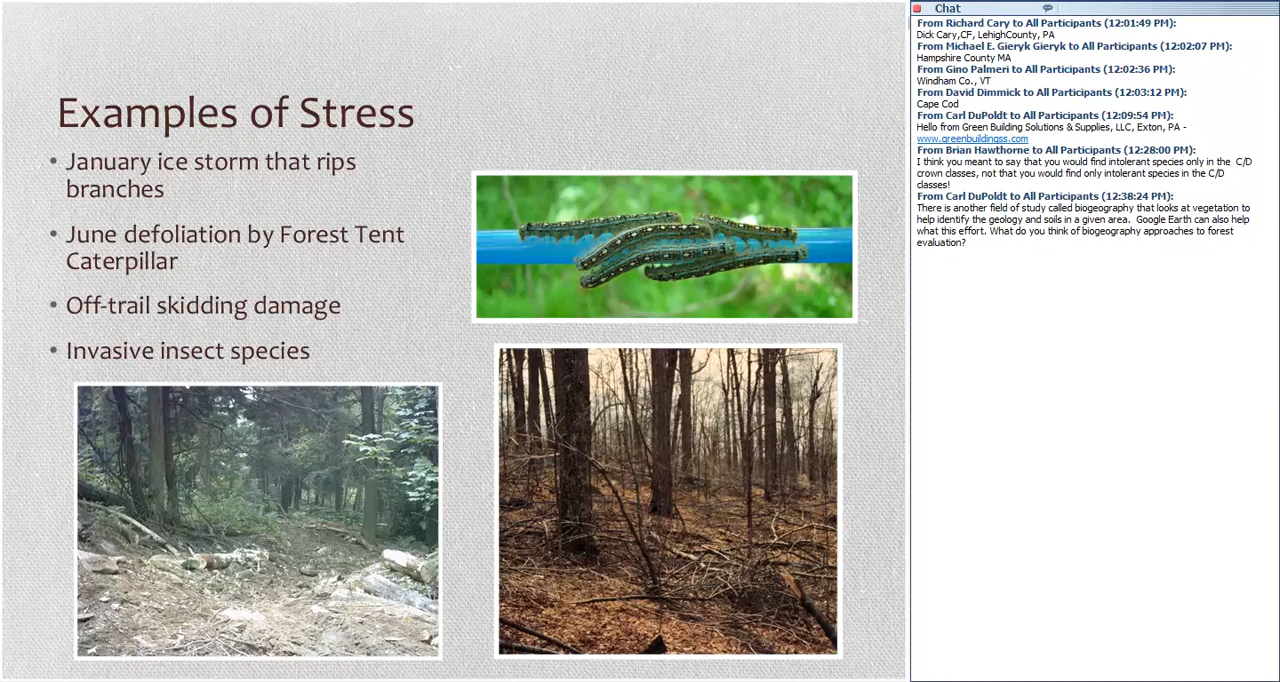 Examples of Stress
• January ice storm that rips
branches
• June defoliation by Forest Tent
Caterpillar
• Off-trail skidding damage
• Invasive insect species
Chat
From Richard Cary to All Participants (12:01:49 PM):
Dick Cary,CF, LehighCounty, PA
From Michael E. Gieryk Gieryk to All Participants (12:02:07 PM):
Hampshire County MA
From Gino Palmeri to All Participants (12:02:36 PM):
Windham Co., VT
From David Dimmick to All Participants (12:03:12 PM):
Cape Cod
From Carl DuPoldt to All Participants (12:09:54 PM):
Hello from Green Building Solutions & Supplies, LLC, Exton, PA -
www.greenbuildingss.com
From Brian Hawthorne to All Participants (12:28:00 PM):
I think you meant to say that you would find intolerant species only in the C/D
crown classes, not that you would find only intolerant species in the C/D
classes!
From Carl DuPoldt to All Participants (12:38:24 PM):
There is another field of study called biogeography that looks at vegetation to
help identify the geology and soils in a given area. Google Earth can also help
what this effort. What do you think of biogeography approaches to forest
evaluation?